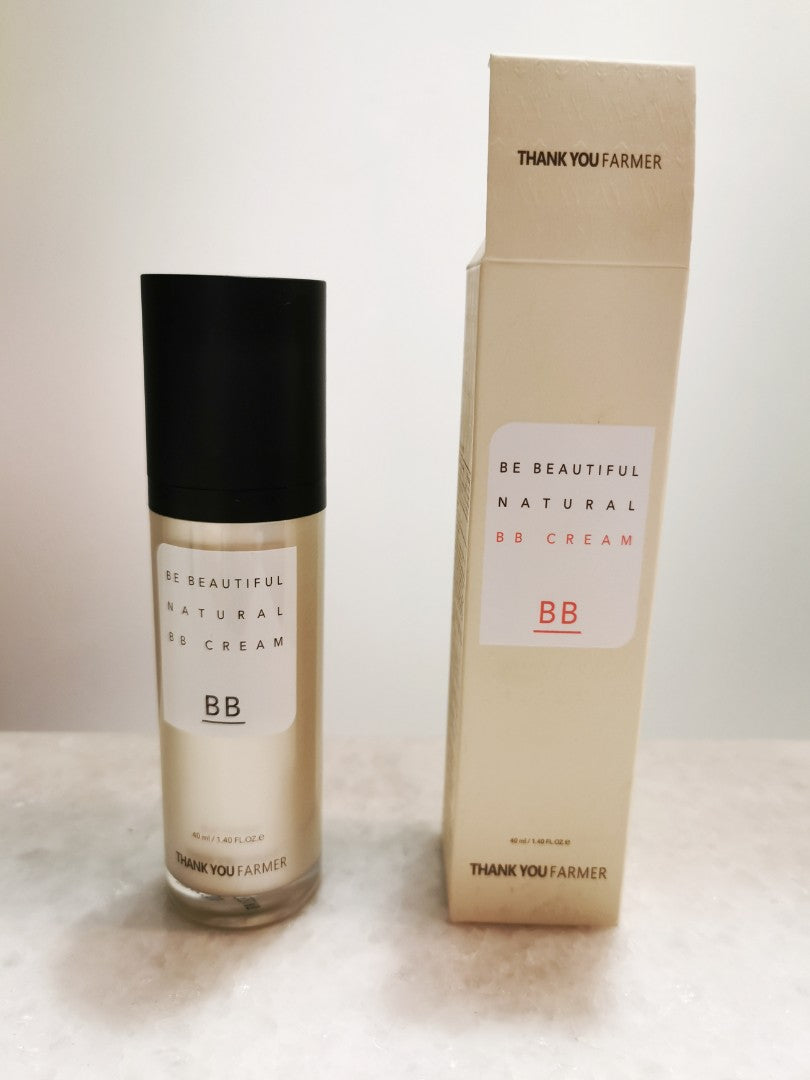 BE BEAUTIFUL
NATURAL
BB CREAM
BB
40 ml / 1.40 FL.OZ.e
THANK YOU FARMER
THANK YOU FARMER
BE BEAUTIFUL
NATURAL
BB CREAM
BB
40 ml / 1.40 FL.OZ.e
THANK YOU FARMER